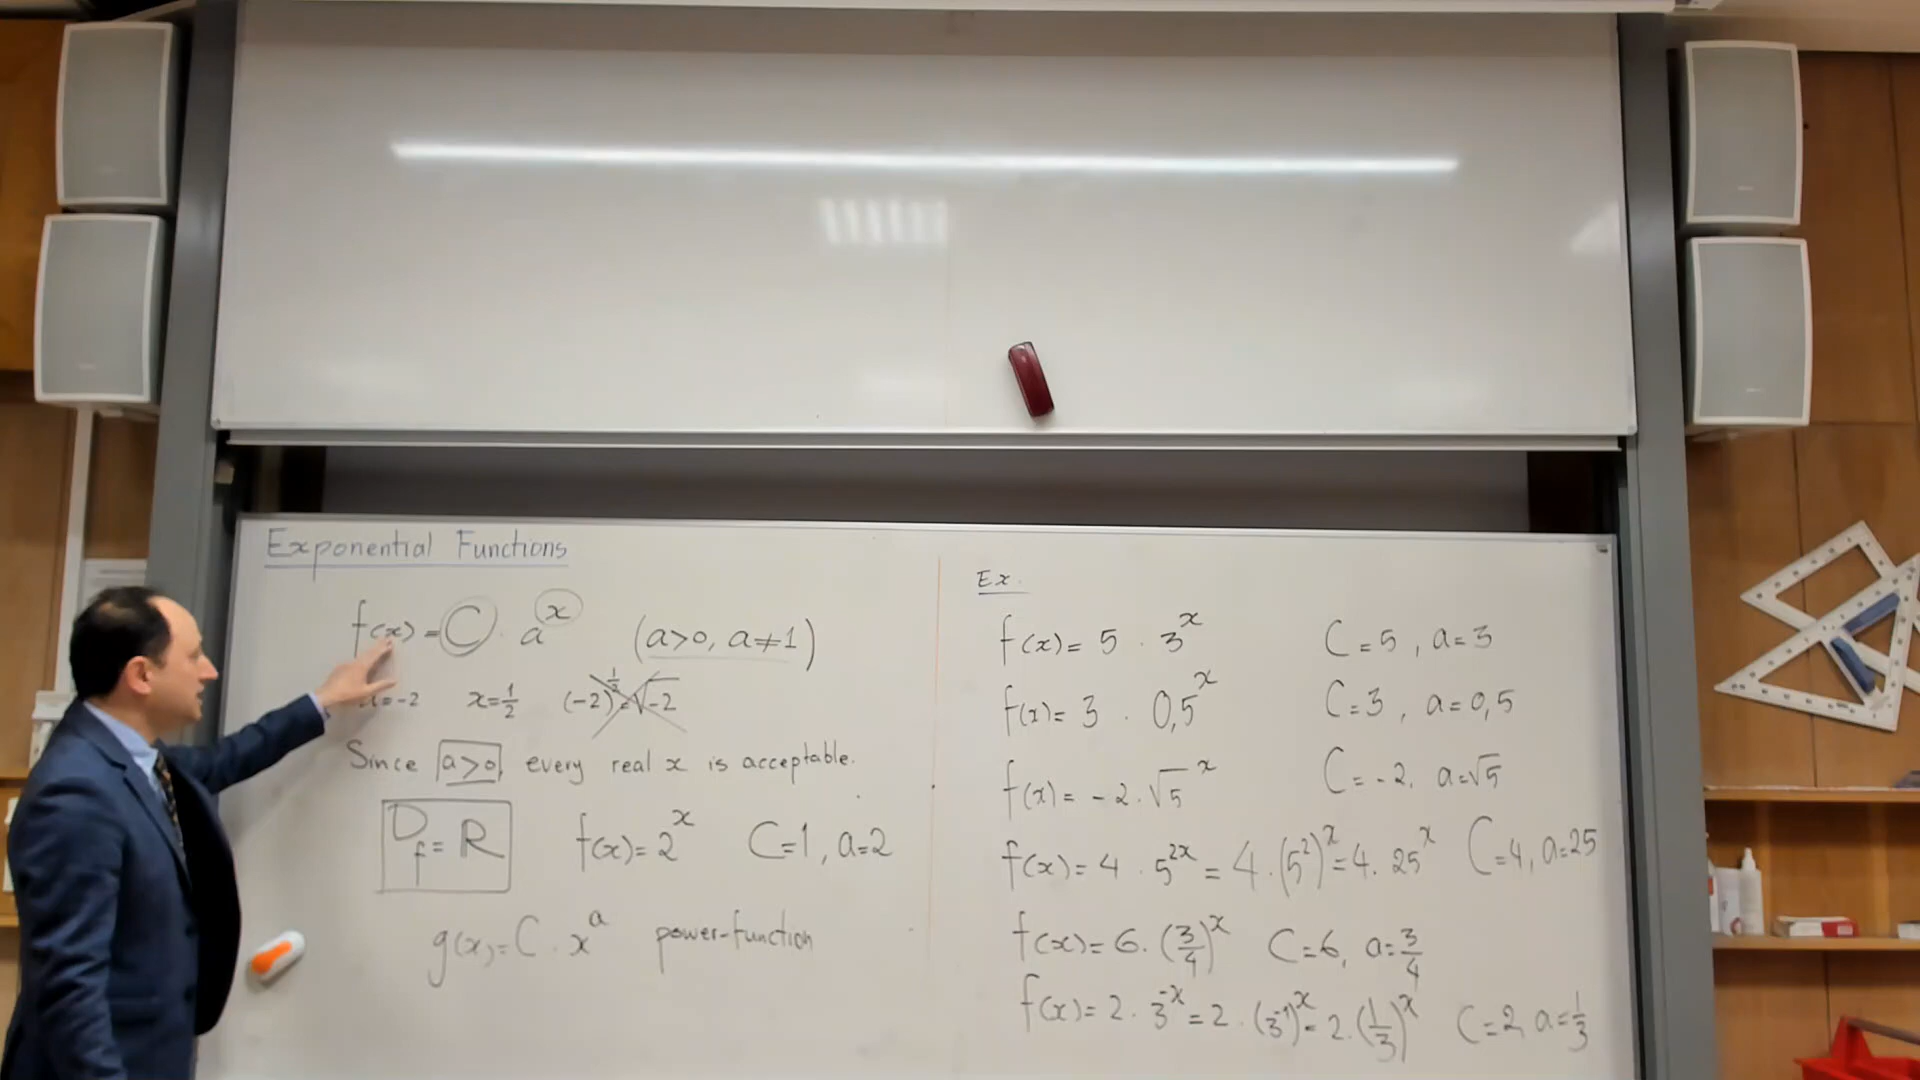 Exponential Functions
f(x) = C · a^x (a>0, a≠1)
a=-2 x=1/2 (-2)^1/2=√-2
Since a>0, every real x is acceptable.
D_f = R f(x)=2^x C=1, a=2
g(x)= C · x^a power-function
Ex.
f(x)= 5 · 3^x C=5, a=3
f(x)= 3 · 0,5^x C=3, a=0,5
f(x)= -2 · √5^x C=-2, a=√5
f(x)= 4 · 5^2x = 4 · (5^2)^x = 4 · 25^x C=4, a=25
f(x)= 6 · (3/4)^x C=6, a=3/4
f(x)= 2 · 3^-x = 2 · (3^-1)^x = 2 · (1/3)^x C=2, a=1/3